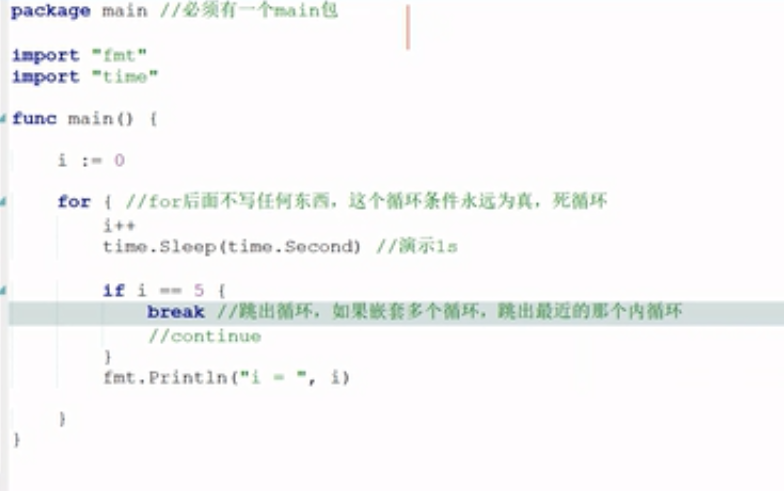 package main //必须有一个main包
import "fmt"
import "time"
func main() {
i := 0
for { //for后面不写任何东西，这个循环条件永远为真，死循环
i++
time.Sleep(time.Second) //演示1s
if i == 5 {
break //跳出循环，如果嵌套多个循环，跳出最近的那个内循环
//continue
}
fmt.Println("i = ", i)
}
}